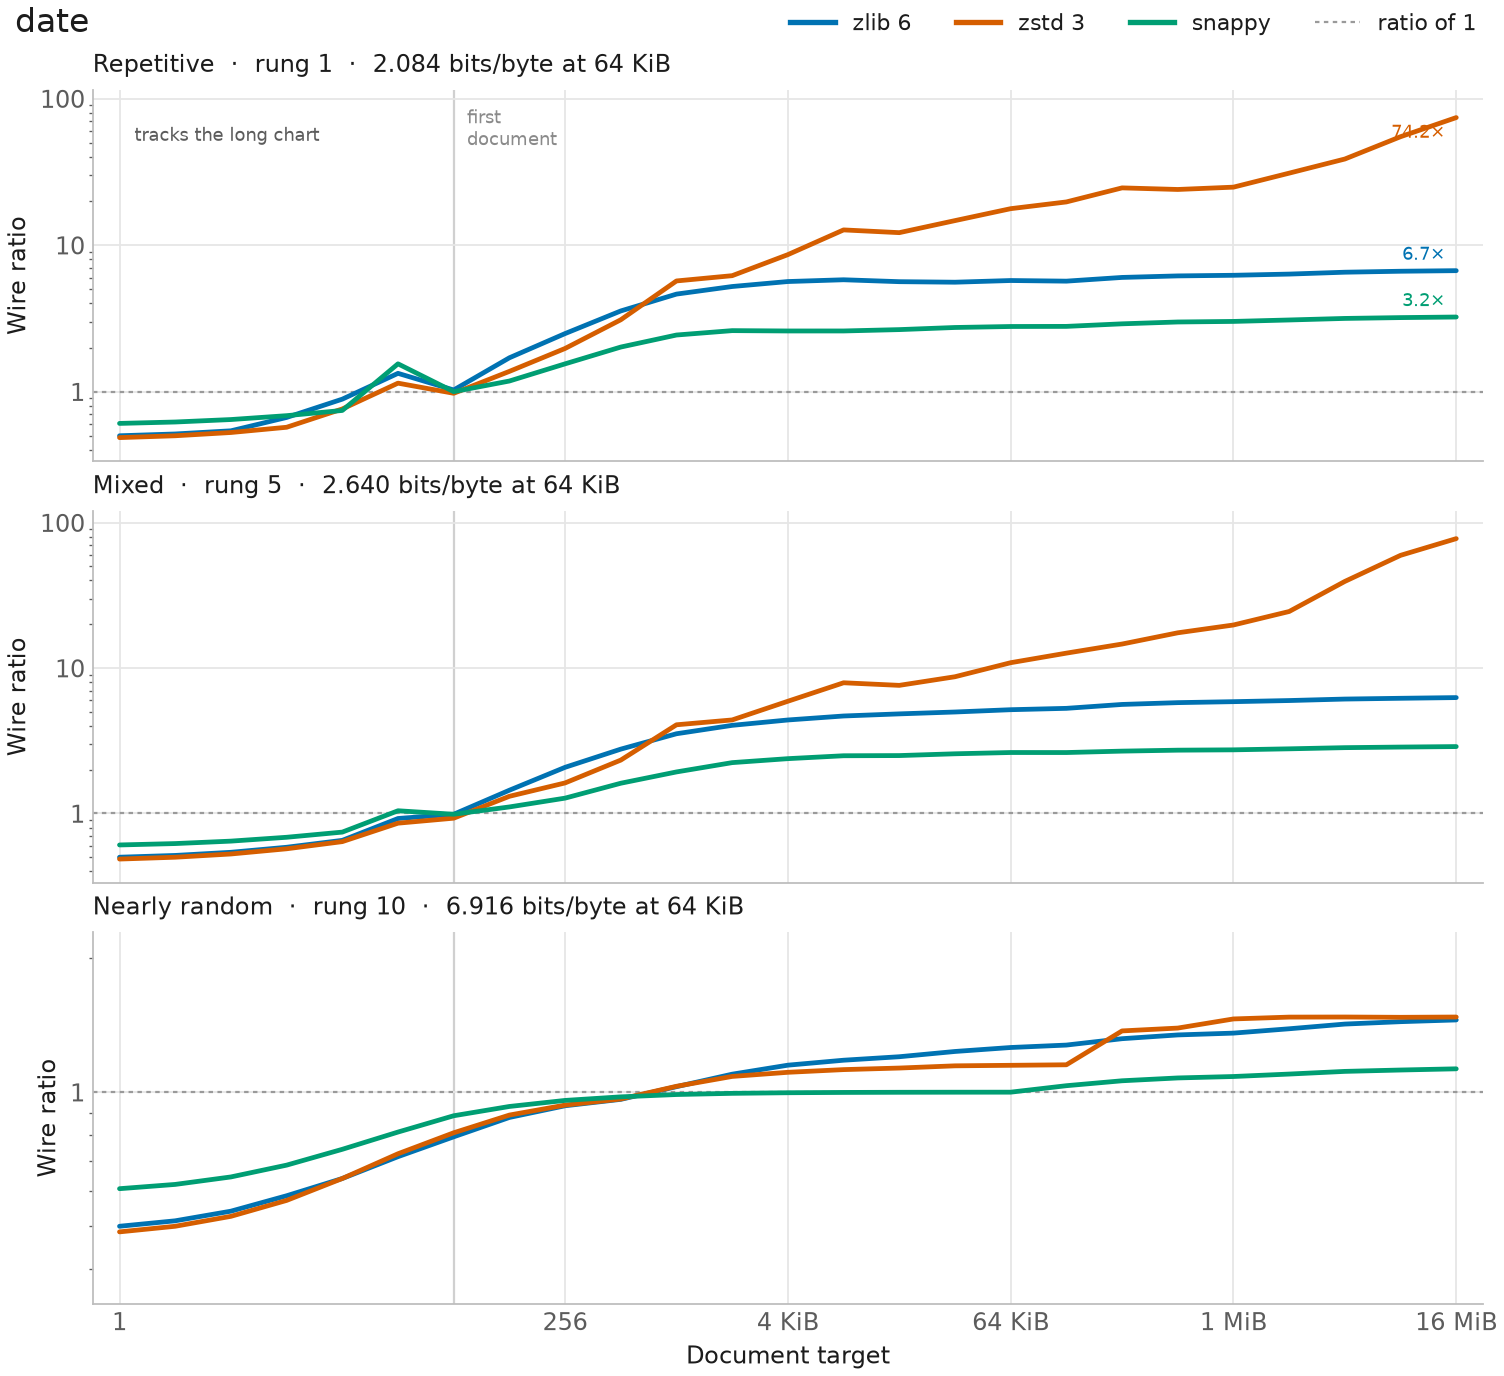 date
zlib 6
zstd 3
snappy
ratio of 1
Repetitive · rung 1 · 2.084 bits/byte at 64 KiB
100
10
1
Wire ratio
tracks the long chart
first
document
74.2×
6.7×
3.2×
Mixed · rung 5 · 2.640 bits/byte at 64 KiB
100
10
1
Wire ratio
Nearly random · rung 10 · 6.916 bits/byte at 64 KiB
1
Wire ratio
1
256
4 KiB
64 KiB
1 MiB
16 MiB
Document target